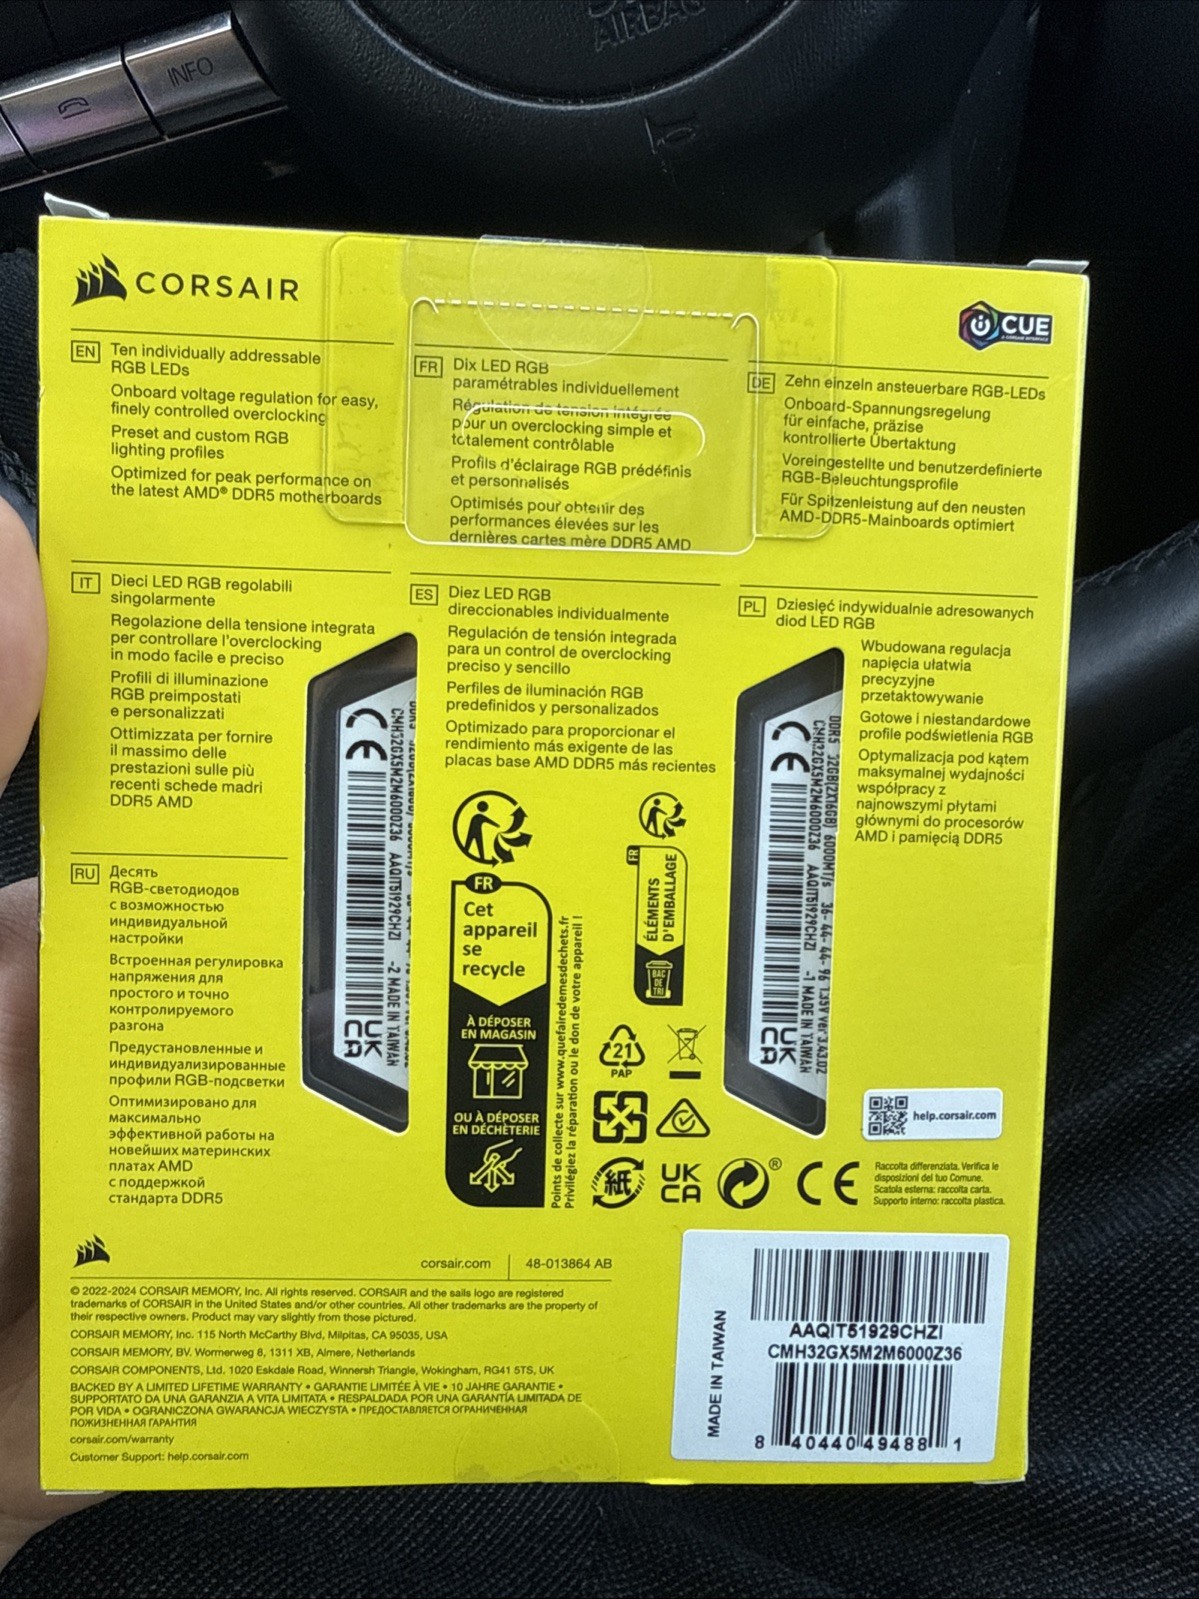 AIRBAG
INFO
CORSAIR
iCUE
EN Ten individually addressable
RGB LEDs
Onboard voltage regulation for easy,
finely controlled overclocking
Preset and custom RGB
lighting profiles
Optimized for peak performance on
the latest AMD® DDR5 motherboards
FR Dix LED RGB
paramétrables individuellement
Régulation de tension intégrée
pour un overclocking simple et
totalement contrôlable
Profils d'éclairage RGB prédéfinis
et personnalisés
Optimisés pour obtenir des
performances élevées sur les
dernières cartes mère DDR5 AMD
DE Zehn einzeln ansteuerbare RGB-LEDs
Onboard-Spannungsregelung
für einfache, präzise
kontrollierte Übertaktung
Voreingestellte und benutzerdefinierte
RGB-Beleuchtungsprofile
Für Spitzenleistung auf den neusten
AMD-DDR5-Mainboards optimiert
IT Dieci LED RGB regolabili
singolarmente
Regolazione della tensione integrata
per controllare l'overclocking
in modo facile e preciso
Profili di illuminazione
RGB preimpostati
e personalizzati
Ottimizzata per fornire
il massimo delle
prestazioni sulle più
recenti schede madri
DDR5 AMD
ES Diez LED RGB
direccionables individualmente
Regulación de tensión integrada
para un control de overclocking
preciso y sencillo
Perfiles de iluminación RGB
predefinidos y personalizados
Optimizado para proporcionar el
rendimiento más exigente de las
placas base AMD DDR5 más recientes
PL Dziesięć indywidualnie adresowanych
diod LED RGB
Wbudowana regulacja
napięcia ułatwia
precyzyjne
przetaktowywanie
Gotowe i niestandardowe
profile podświetlenia RGB
Optymalizacja pod kątem
maksymalnej wydajności
współpracy z
najnowszymi płytami
głównymi do procesorów
AMD i pamięcią DDR5
RU Десять
RGB-светодиодов
с возможностью
индивидуальной
настройки
Встроенная регулировка
напряжения для
простого и точно
контролируемого
разгона
Предустановленные и
индивидуализированные
профили RGB-подсветки
Оптимизировано для
максимально
эффективной работы на
новейших материнских
платах AMD
с поддержкой
стандарта DDR5
CMH32GX5M2M6000Z36 AAQIT51929CHZI -2 MADE IN TAIWAN
CE
UK
CA
DDR5 32GB(2X16GB) 6000MT/s 36-44-44-96 1.35V ver3.43.02
CMH32GX5M2M6000Z36 AAQIT51929CHZI -1 MADE IN TAIWAN
CE
UK
CA
FR
Cet
appareil
se
recycle
À DÉPOSER
EN MAGASIN
OU À DÉPOSER
EN DÉCHÈTERIE
Points de collecte sur www.quefairedemesdechets.fr
Privilégiez la réparation ou le don de votre appareil !
FR
ÉLÉMENTS
D'EMBALLAGE
BAC
DE
TRI
21
PAP
紙
UK
CA
®
CE
help.corsair.com
Raccolta differenziata. Verifica le
disposizioni del tuo Comune.
Scatola esterna: raccolta carta.
Supporto interno: raccolta plastica.
corsair.com 48-013864 AB
© 2022-2024 CORSAIR MEMORY, Inc. All rights reserved. CORSAIR and the sails logo are registered
trademarks of CORSAIR in the United States and/or other countries. All other trademarks are the property of
their respective owners. Product may vary slightly from those pictured.
CORSAIR MEMORY, Inc. 115 North McCarthy Blvd, Milpitas, CA 95035, USA
CORSAIR MEMORY, BV. Wormerweg 8, 1311 XB, Almere, Netherlands
CORSAIR COMPONENTS, Ltd. 1020 Eskdale Road, Winnersh Triangle, Wokingham, RG41 5TS, UK
BACKED BY A LIMITED LIFETIME WARRANTY • GARANTIE LIMITÉE À VIE • 10 JAHRE GARANTIE •
SUPPORTATO DA UNA GARANZIA A VITA LIMITATA • RESPALDADA POR UNA GARANTÍA LIMITADA DE
POR VIDA • OGRANICZONA GWARANCJA WIECZYSTA • ПРЕДОСТАВЛЯЕТСЯ ОГРАНИЧЕННАЯ
ПОЖИЗНЕННАЯ ГАРАНТИЯ
corsair.com/warranty
Customer Support: help.corsair.com
MADE IN TAIWAN
AAQIT51929CHZI
CMH32GX5M2M6000Z36
8 40440 49488 1